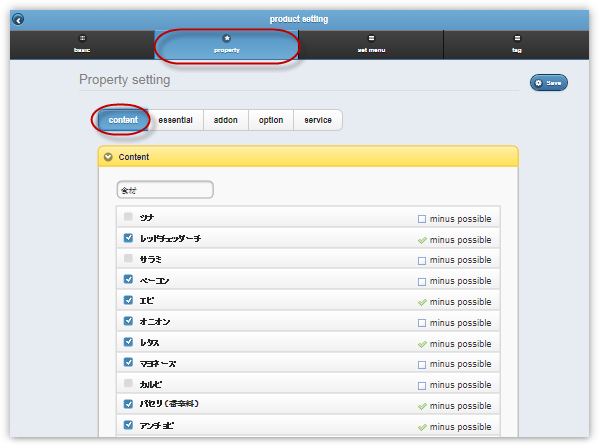 product setting
basic
property
set menu
tag
Property setting
Save
content
essential
addon
option
service
Content
食材
ツナ
minus possible
レッドチェッダーチ
minus possible
サラミ
minus possible
ベーコン
minus possible
エビ
minus possible
オニオン
minus possible
レタス
minus possible
マヨネーズ
minus possible
カルビ
minus possible
パセリ(香辛料)
minus possible
アンチョビ
minus possible